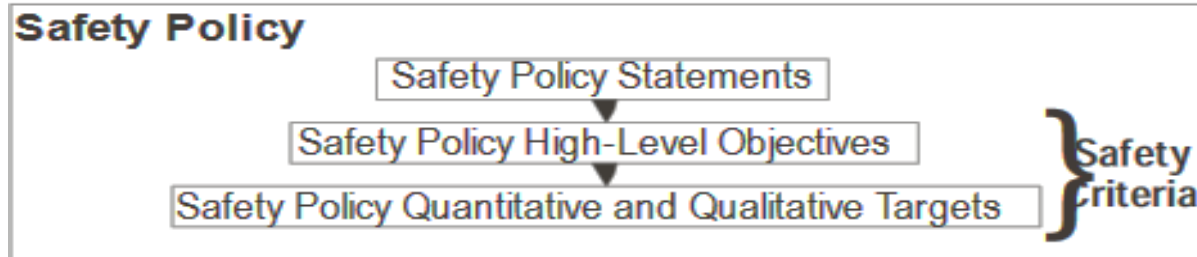 Safety Policy
Safety Policy Statements
Safety Policy High-Level Objectives
Safety Policy Quantitative and Qualitative Targets
Safety
Criteria